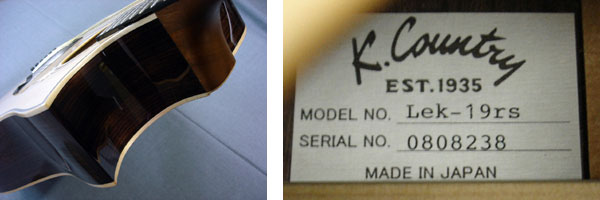 K. Country
EST. 1935
MODEL NO. Lek-19rs
SERIAL NO. 0808238
MADE IN JAPAN